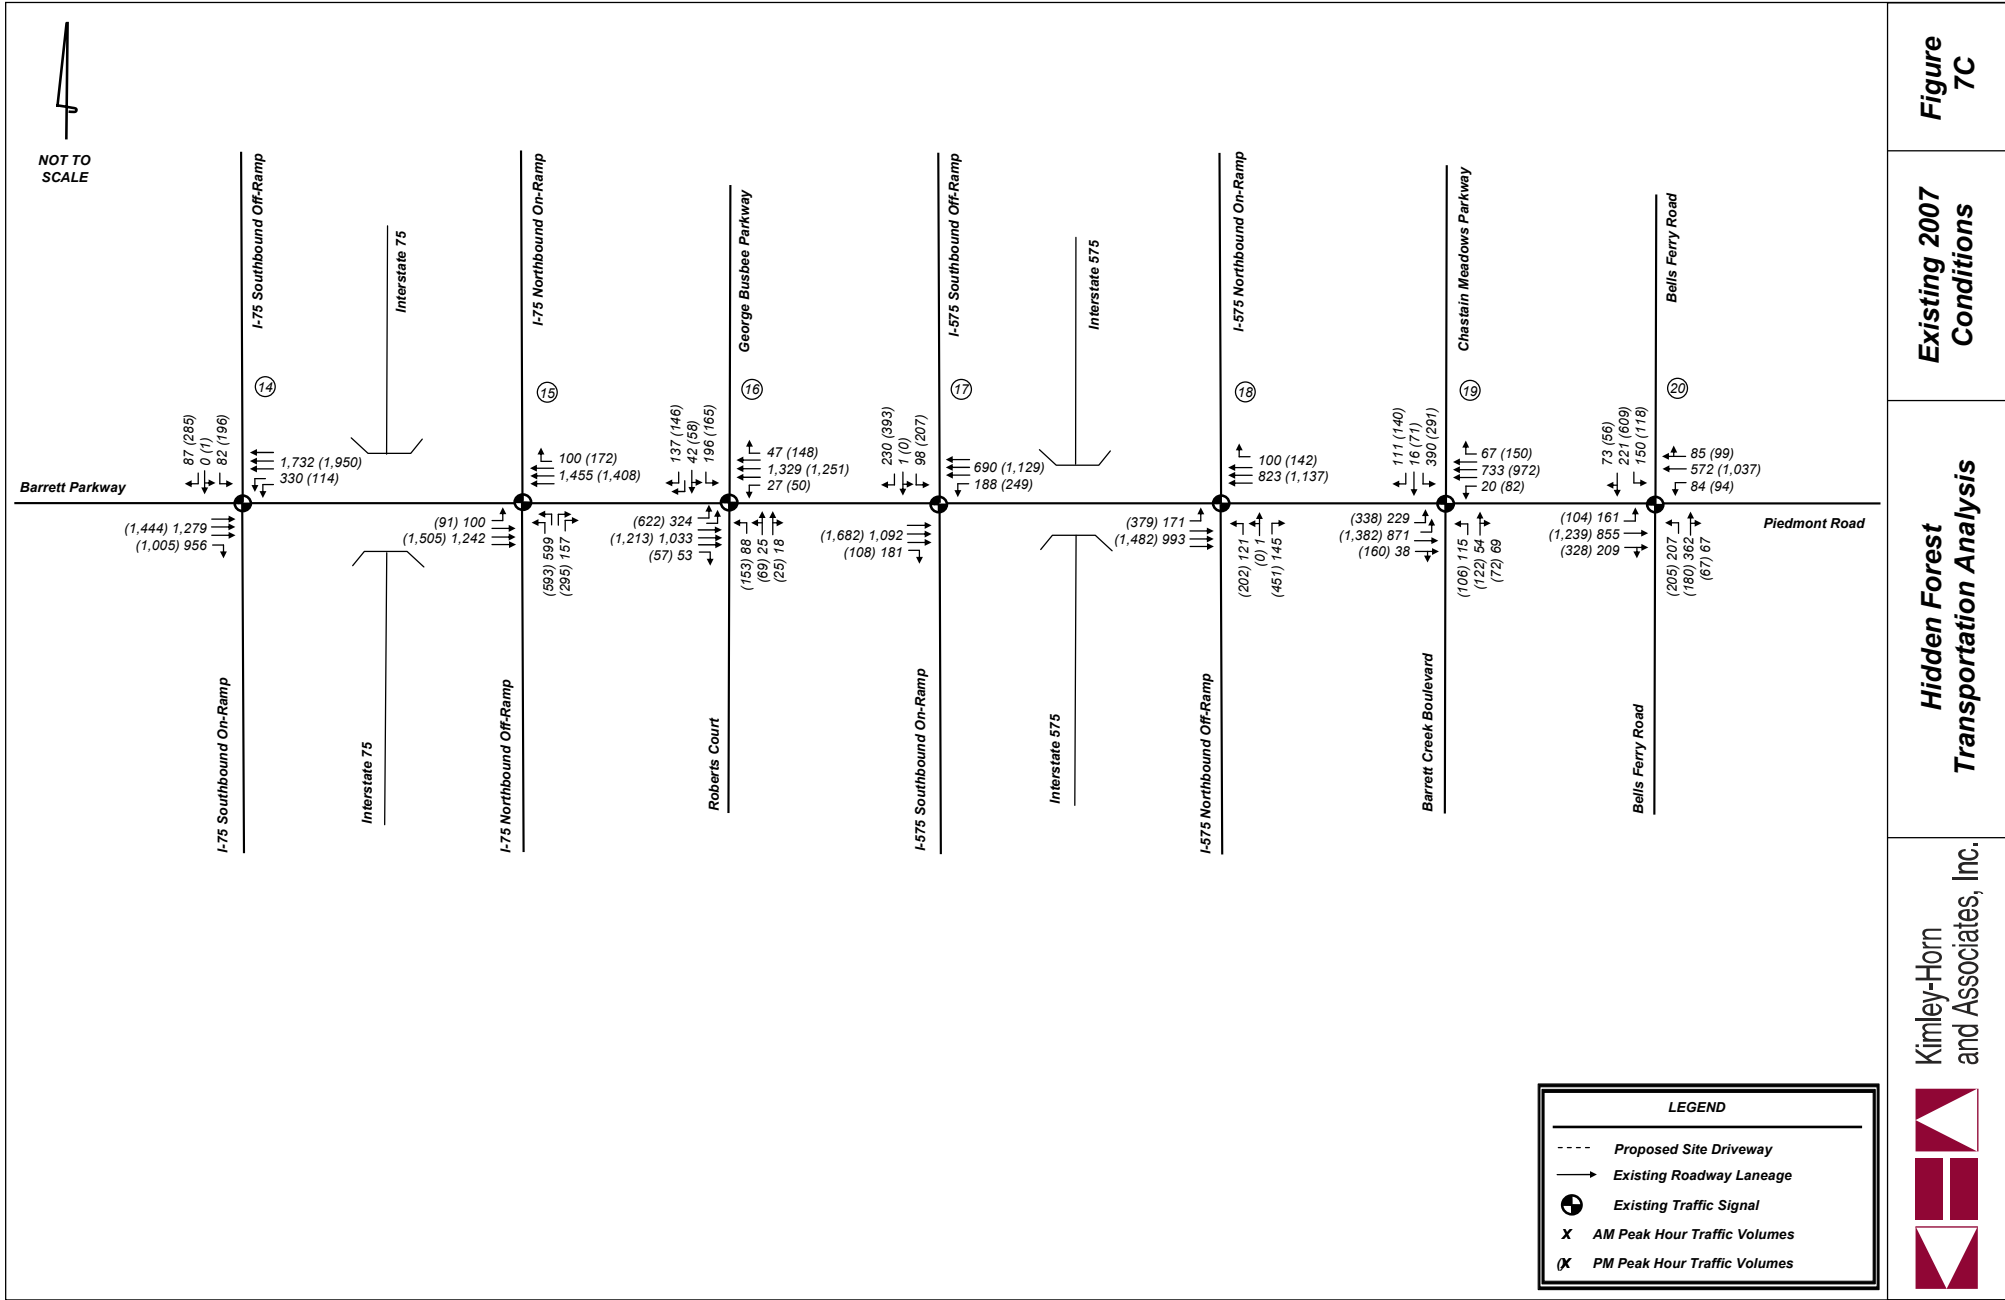 NOT TO
SCALE
Barrett Parkway
Piedmont Road
I-75 Southbound Off-Ramp
14
87 (285)
0 (1)
82 (196)
1,732 (1,950)
330 (114)
(1,444) 1,279
(1,005) 956
I-75 Southbound On-Ramp
Interstate 75
Interstate 75
I-75 Northbound On-Ramp
15
100 (172)
1,455 (1,408)
(91) 100
(1,505) 1,242
(593) 599
(295) 157
I-75 Northbound Off-Ramp
George Busbee Parkway
16
137 (146)
42 (58)
196 (165)
47 (148)
1,329 (1,251)
27 (50)
(622) 324
(1,213) 1,033
(57) 53
(153) 88
(69) 25
(25) 18
Roberts Court
I-575 Southbound Off-Ramp
17
230 (393)
1 (0)
98 (207)
690 (1,129)
188 (249)
(1,682) 1,092
(108) 181
I-575 Southbound On-Ramp
Interstate 575
Interstate 575
I-575 Northbound On-Ramp
18
100 (142)
823 (1,137)
(379) 171
(1,482) 993
(202) 121
(0) 1
(451) 145
I-575 Northbound Off-Ramp
Chastain Meadows Parkway
19
111 (140)
16 (71)
390 (291)
67 (150)
733 (972)
20 (82)
(338) 229
(1,382) 871
(160) 38
(106) 115
(122) 54
(72) 69
Barrett Creek Boulevard
Bells Ferry Road
20
73 (56)
221 (609)
150 (118)
85 (99)
572 (1,037)
84 (94)
(104) 161
(1,239) 855
(328) 209
(205) 207
(180) 362
(67) 67
Bells Ferry Road
LEGEND
Proposed Site Driveway
Existing Roadway Laneage
Existing Traffic Signal
X AM Peak Hour Traffic Volumes
(X PM Peak Hour Traffic Volumes
Figure
7C
Existing 2007
Conditions
Hidden Forest
Transportation Analysis
Kimley-Horn
and Associates, Inc.